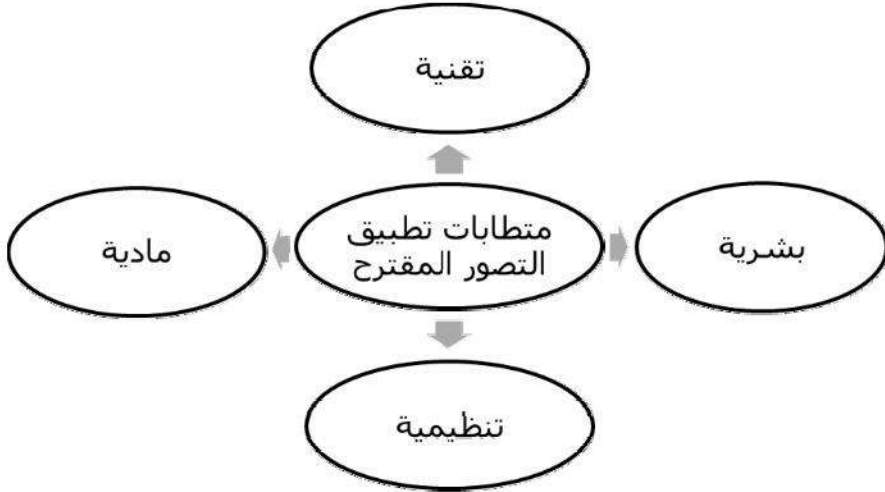 تقنية
متطابات تطبيق
التصور المقترح
بشرية
مادية
تنظيمية